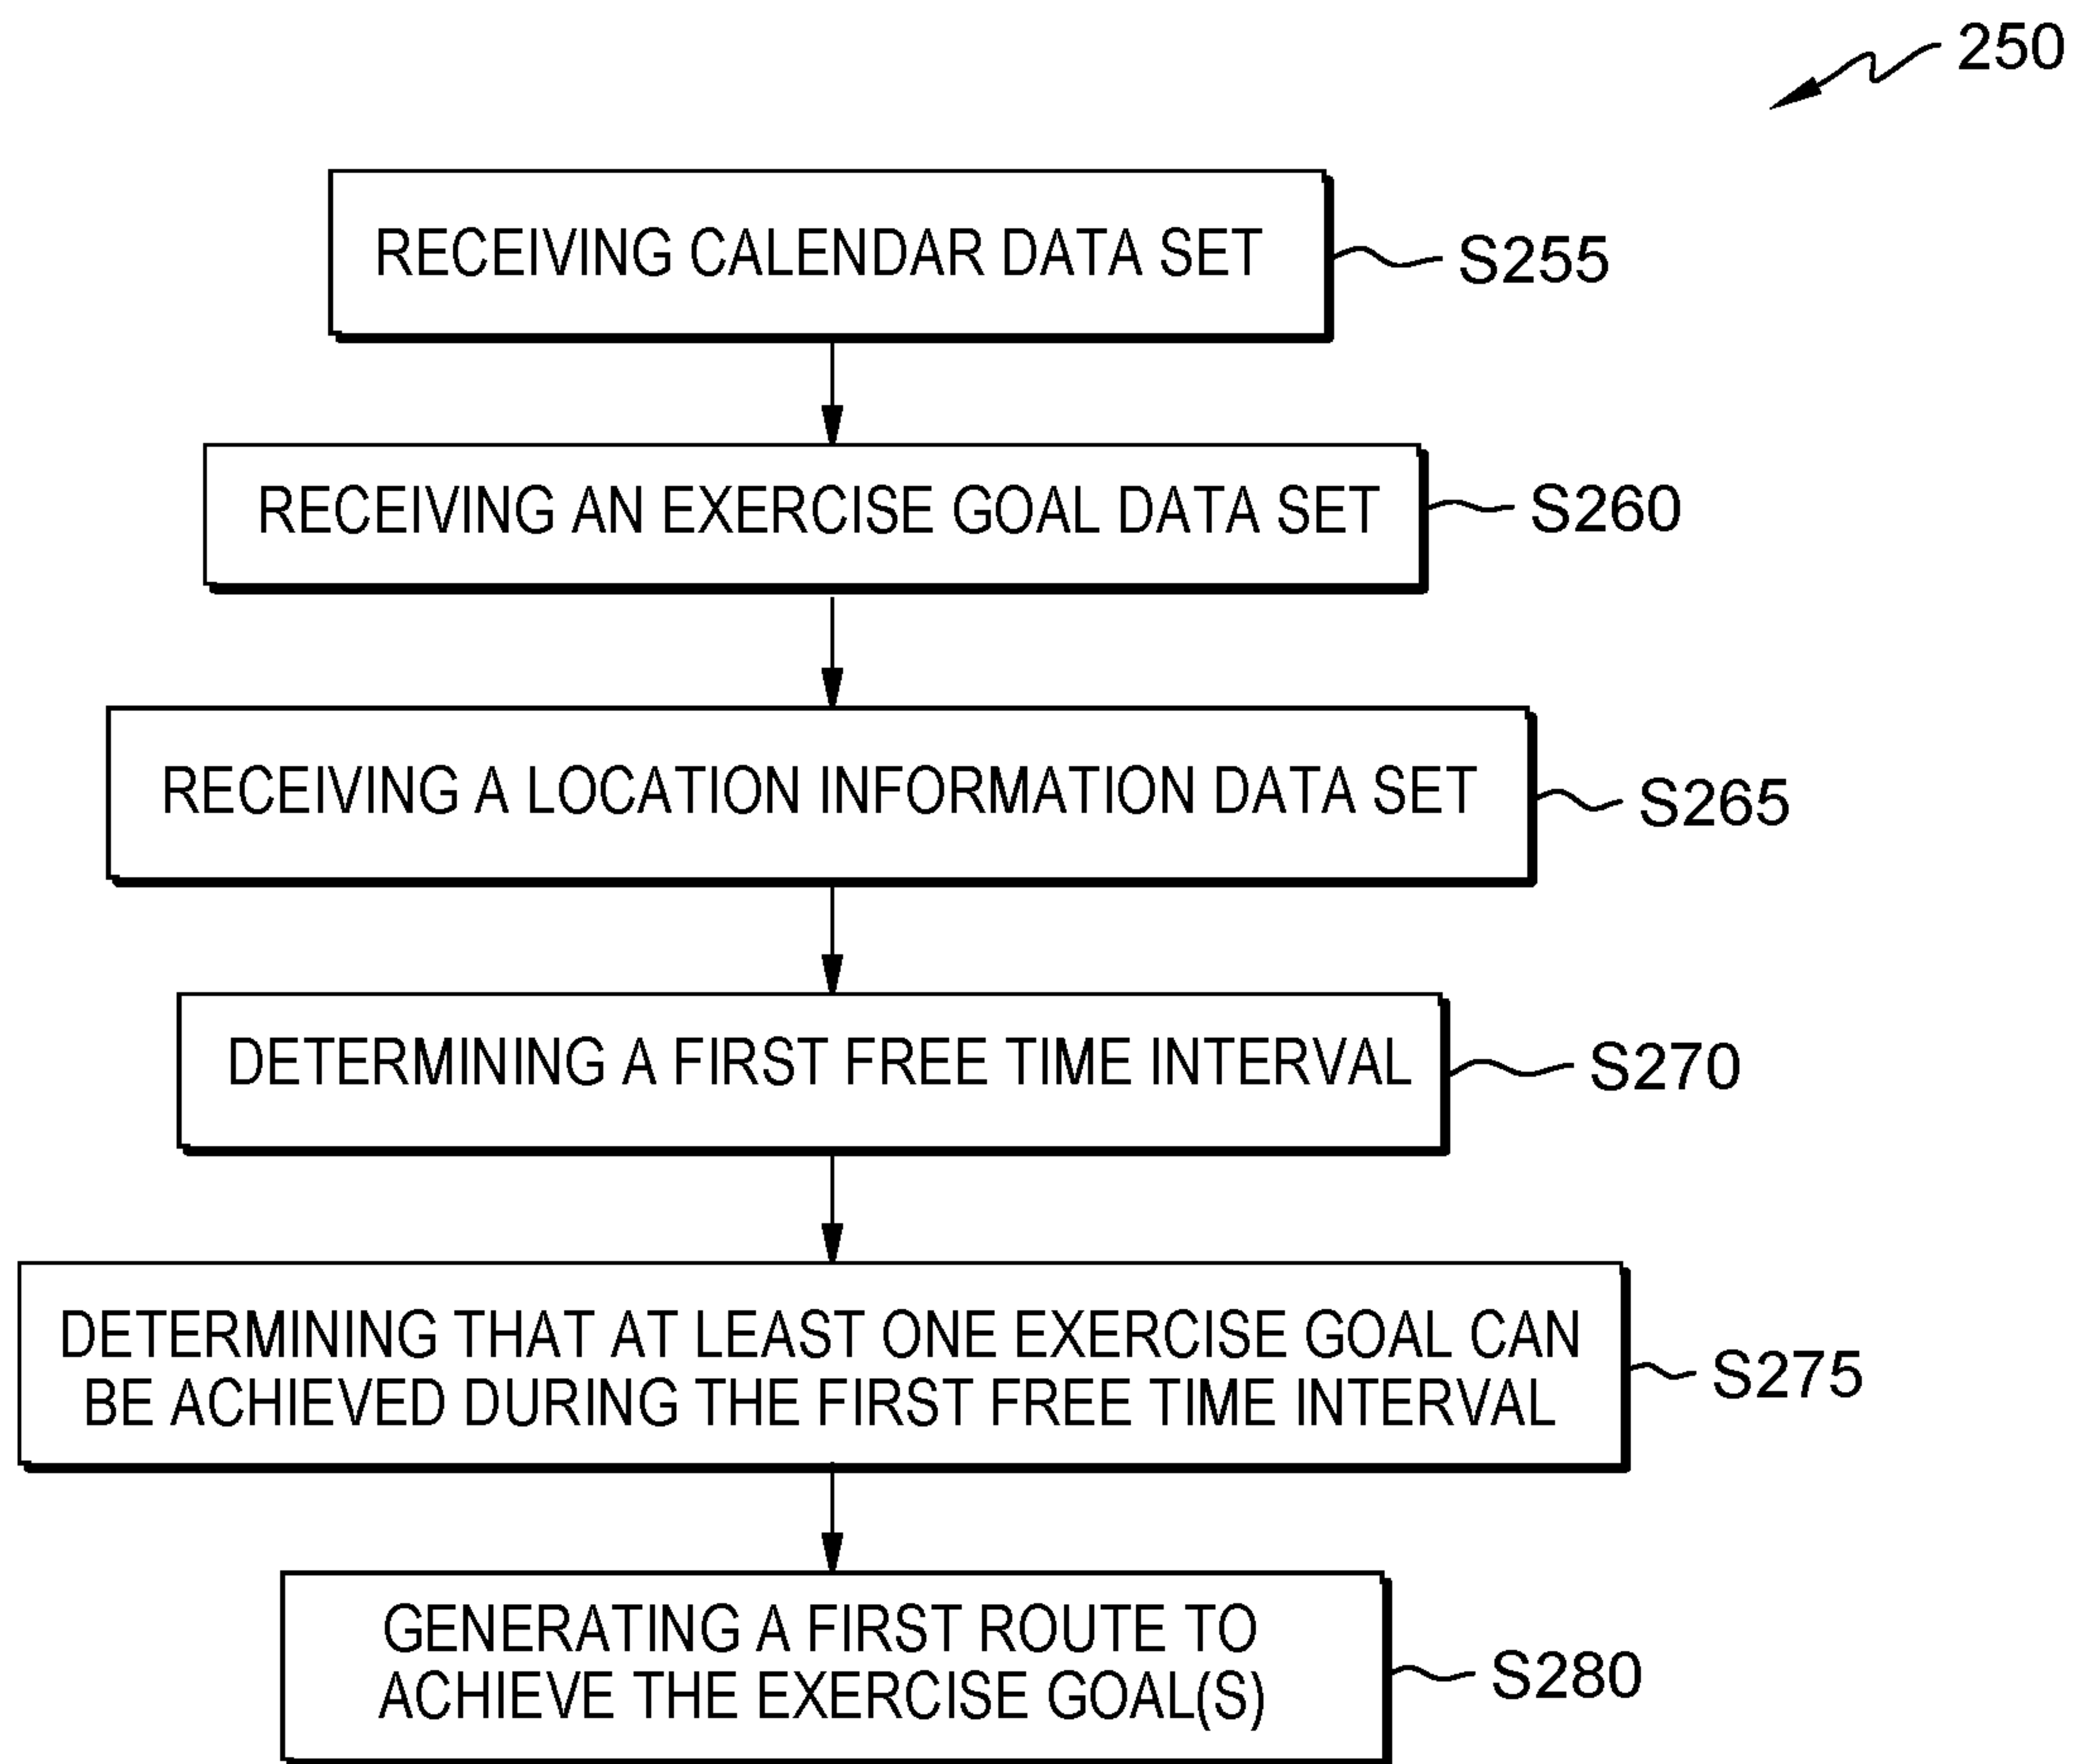 250
RECEIVING CALENDAR DATA SET
S255
RECEIVING AN EXERCISE GOAL DATA SET
S260
RECEIVING A LOCATION INFORMATION DATA SET
S265
DETERMINING A FIRST FREE TIME INTERVAL
S270
DETERMINING THAT AT LEAST ONE EXERCISE GOAL CAN
BE ACHIEVED DURING THE FIRST FREE TIME INTERVAL
S275
GENERATING A FIRST ROUTE TO
ACHIEVE THE EXERCISE GOAL(S)
S280